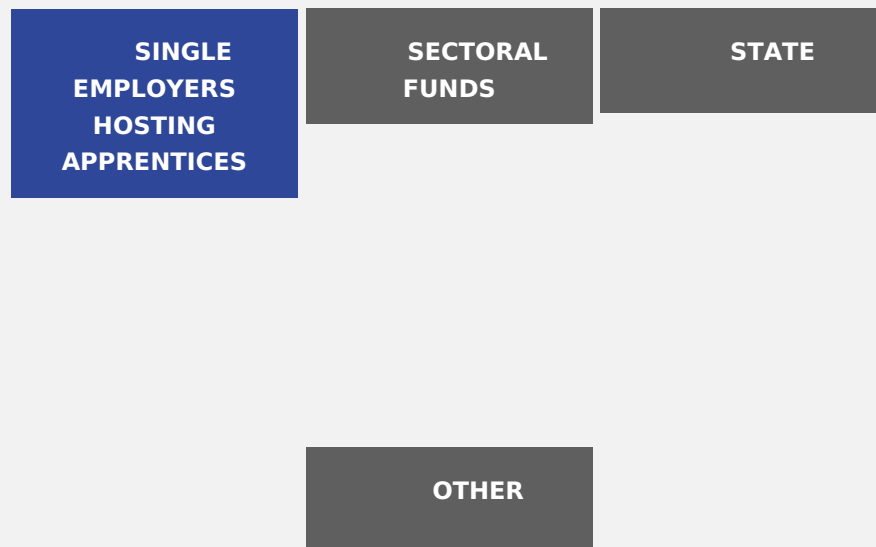 SINGLE
EMPLOYERS
HOSTING
APPRENTICES
SECTORAL
FUNDS
STATE
OTHER